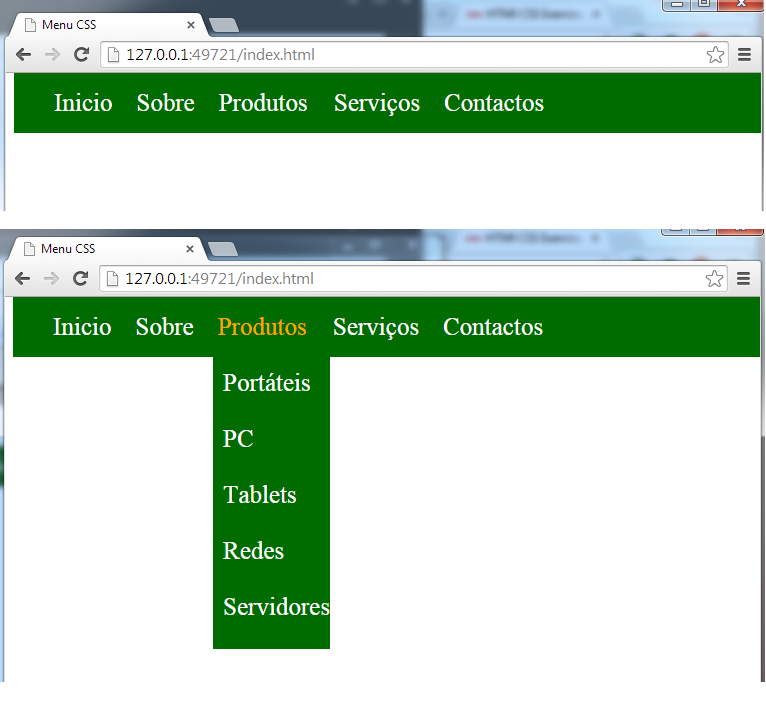 Menu CSS
127.0.0.1:49721/index.html
Inicio Sobre Produtos Serviços Contactos
Menu CSS
127.0.0.1:49721/index.html
Inicio Sobre Produtos Serviços Contactos
Portáteis
PC
Tablets
Redes
Servidores